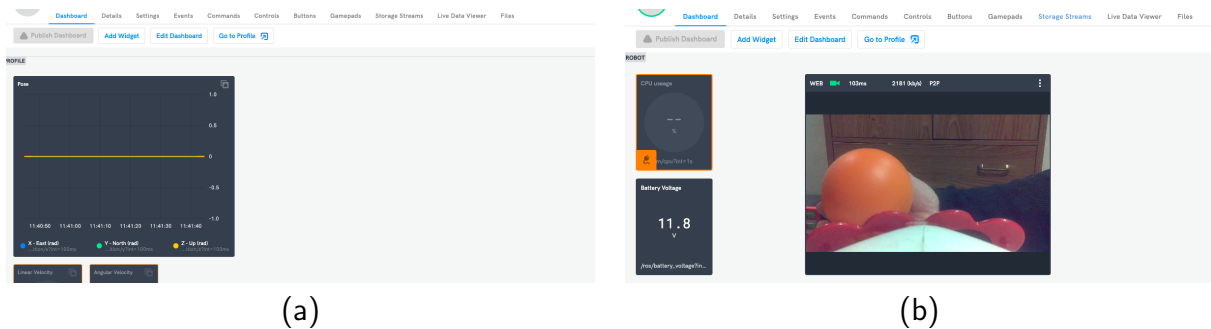 Dashboard Details Settings Events Commands Controls Buttons Gamepads Storage Streams Live Data Viewer Files
Publish Dashboard Add Widget Edit Dashboard Go to Profile
PROFILE
Pose
1.0
0.5
0
-0.5
-1.0
11:40:50 11:41:00 11:41:10 11:41:20 11:41:30 11:41:40
X - East (rad) Y - North (rad) Z - Up (rad)
Linear Velocity Angular Velocity
(a)
Dashboard Details Settings Events Commands Controls Buttons Gamepads Storage Streams Live Data Viewer Files
Publish Dashboard Add Widget Edit Dashboard Go to Profile
ROBOT
CPU useage
--
%
m/cpu?int=1s
Battery Voltage
11.8
V
/ros/battery_voltage?in...
WEB 103ms 2181 (kb/s) P2P
(b)